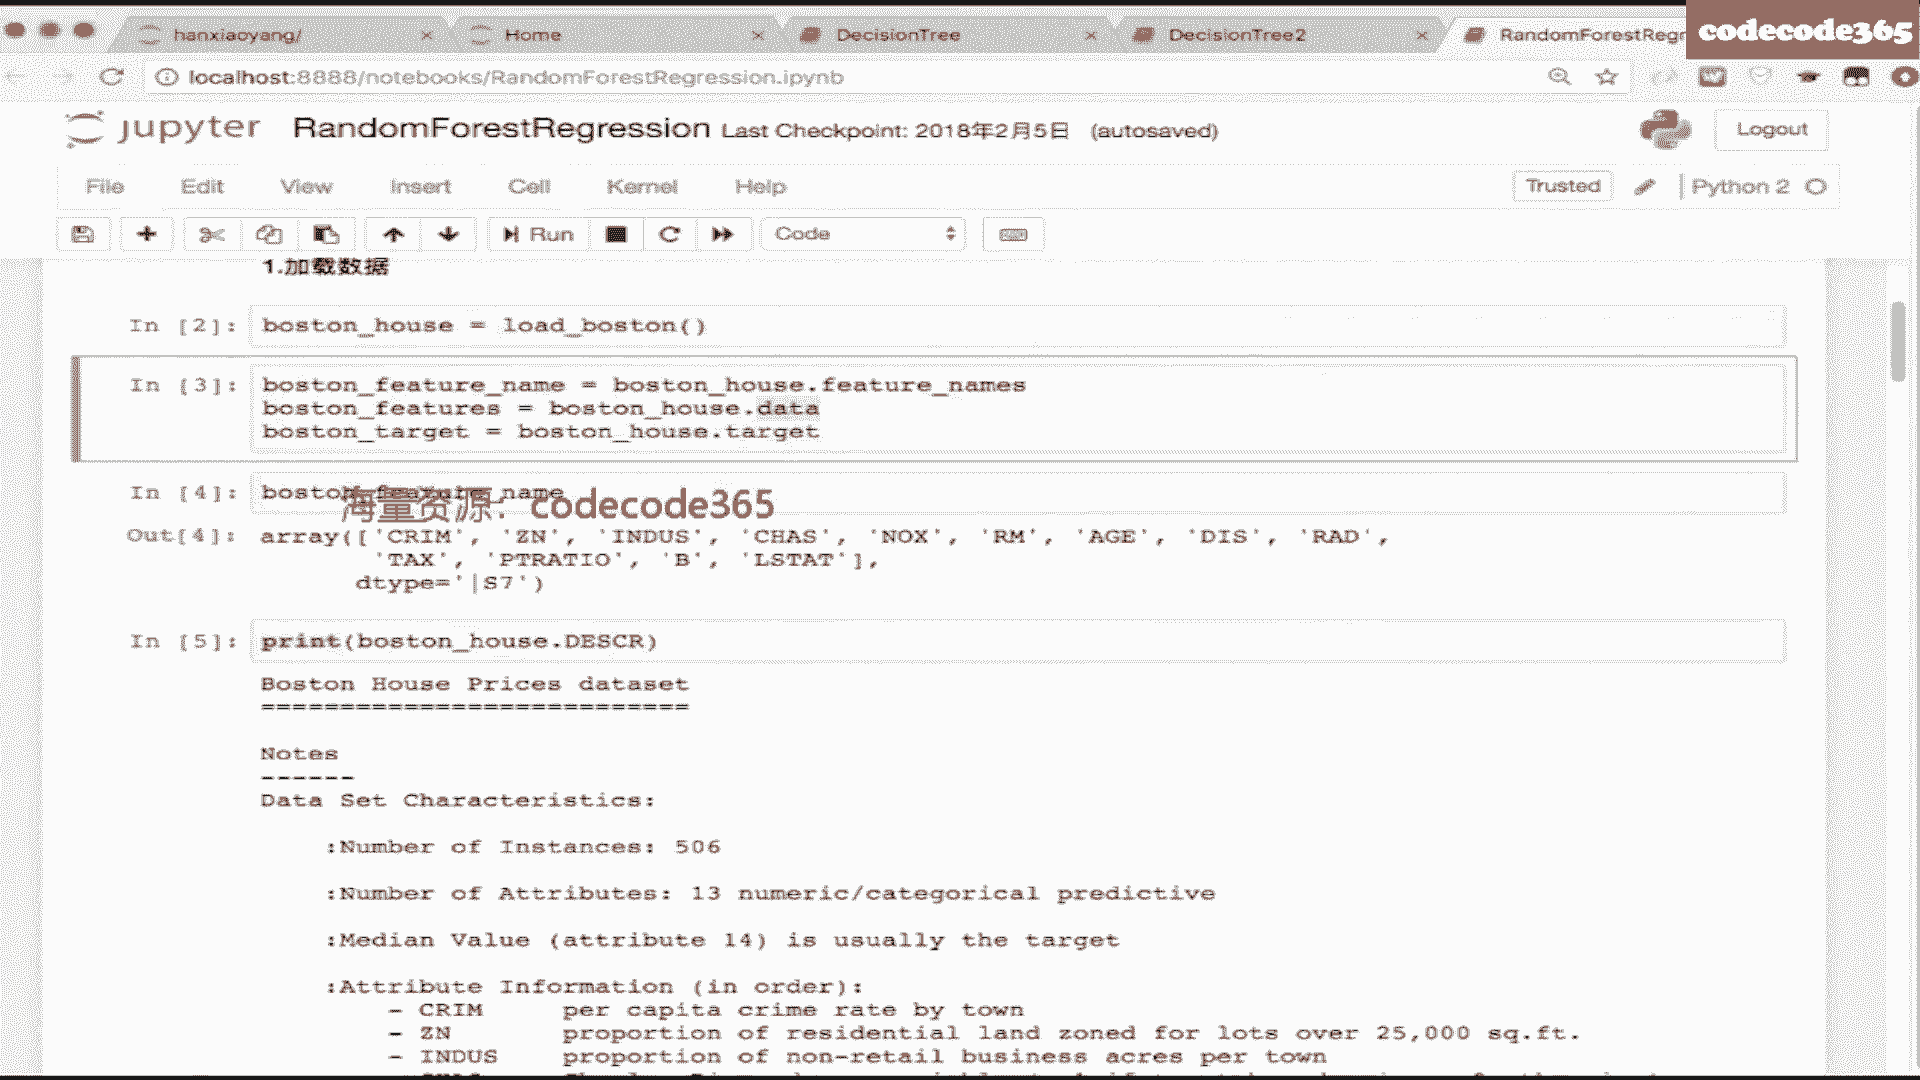 hanxiaoyang/ Home DecisionTree DecisionTree2 RandomForestRegr
codecode365
localhost:8888/notebooks/RandomForestRegression.ipynb
jupyter RandomForestRegression Last Checkpoint: 2018年2月5日 (autosaved) Logout
File Edit View Insert Cell Kernel Help Trusted Python 2
Run Code
1.加载数据
In [2]: boston_house = load_boston()
In [3]: boston_feature_name = boston_house.feature_names
boston_features = boston_house.data
boston_target = boston_house.target
In [4]: boston_feature_name
海量资源：codecode365
Out[4]: array(['CRIM', 'ZN', 'INDUS', 'CHAS', 'NOX', 'RM', 'AGE', 'DIS', 'RAD',
'TAX', 'PTRATIO', 'B', 'LSTAT'],
dtype='|S7')
In [5]: print(boston_house.DESCR)
Boston House Prices dataset
===========================
Notes
------
Data Set Characteristics:
:Number of Instances: 506
:Number of Attributes: 13 numeric/categorical predictive
:Median Value (attribute 14) is usually the target
:Attribute Information (in order):
- CRIM per capita crime rate by town
- ZN proportion of residential land zoned for lots over 25,000 sq.ft.
- INDUS proportion of non-retail business acres per town